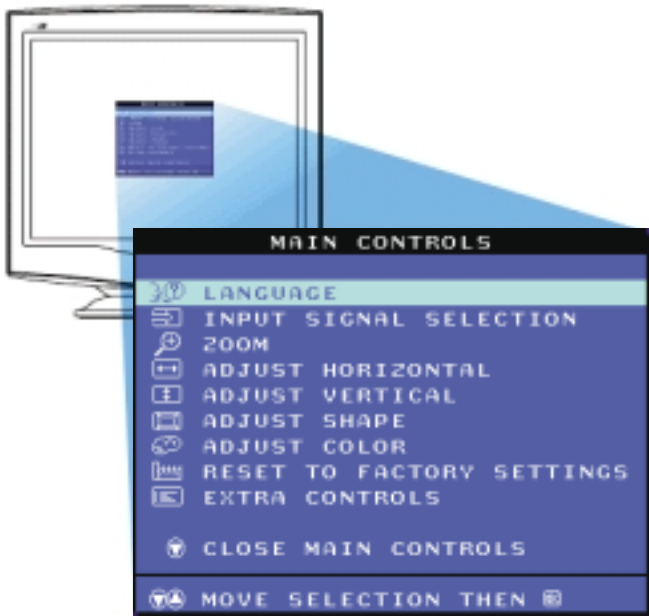 MAIN CONTROLS
LANGUAGE
INPUT SIGNAL SELECTION
ZOOM
ADJUST HORIZONTAL
ADJUST VERTICAL
ADJUST SHAPE
ADJUST COLOR
RESET TO FACTORY SETTINGS
EXTRA CONTROLS
CLOSE MAIN CONTROLS
MOVE SELECTION THEN